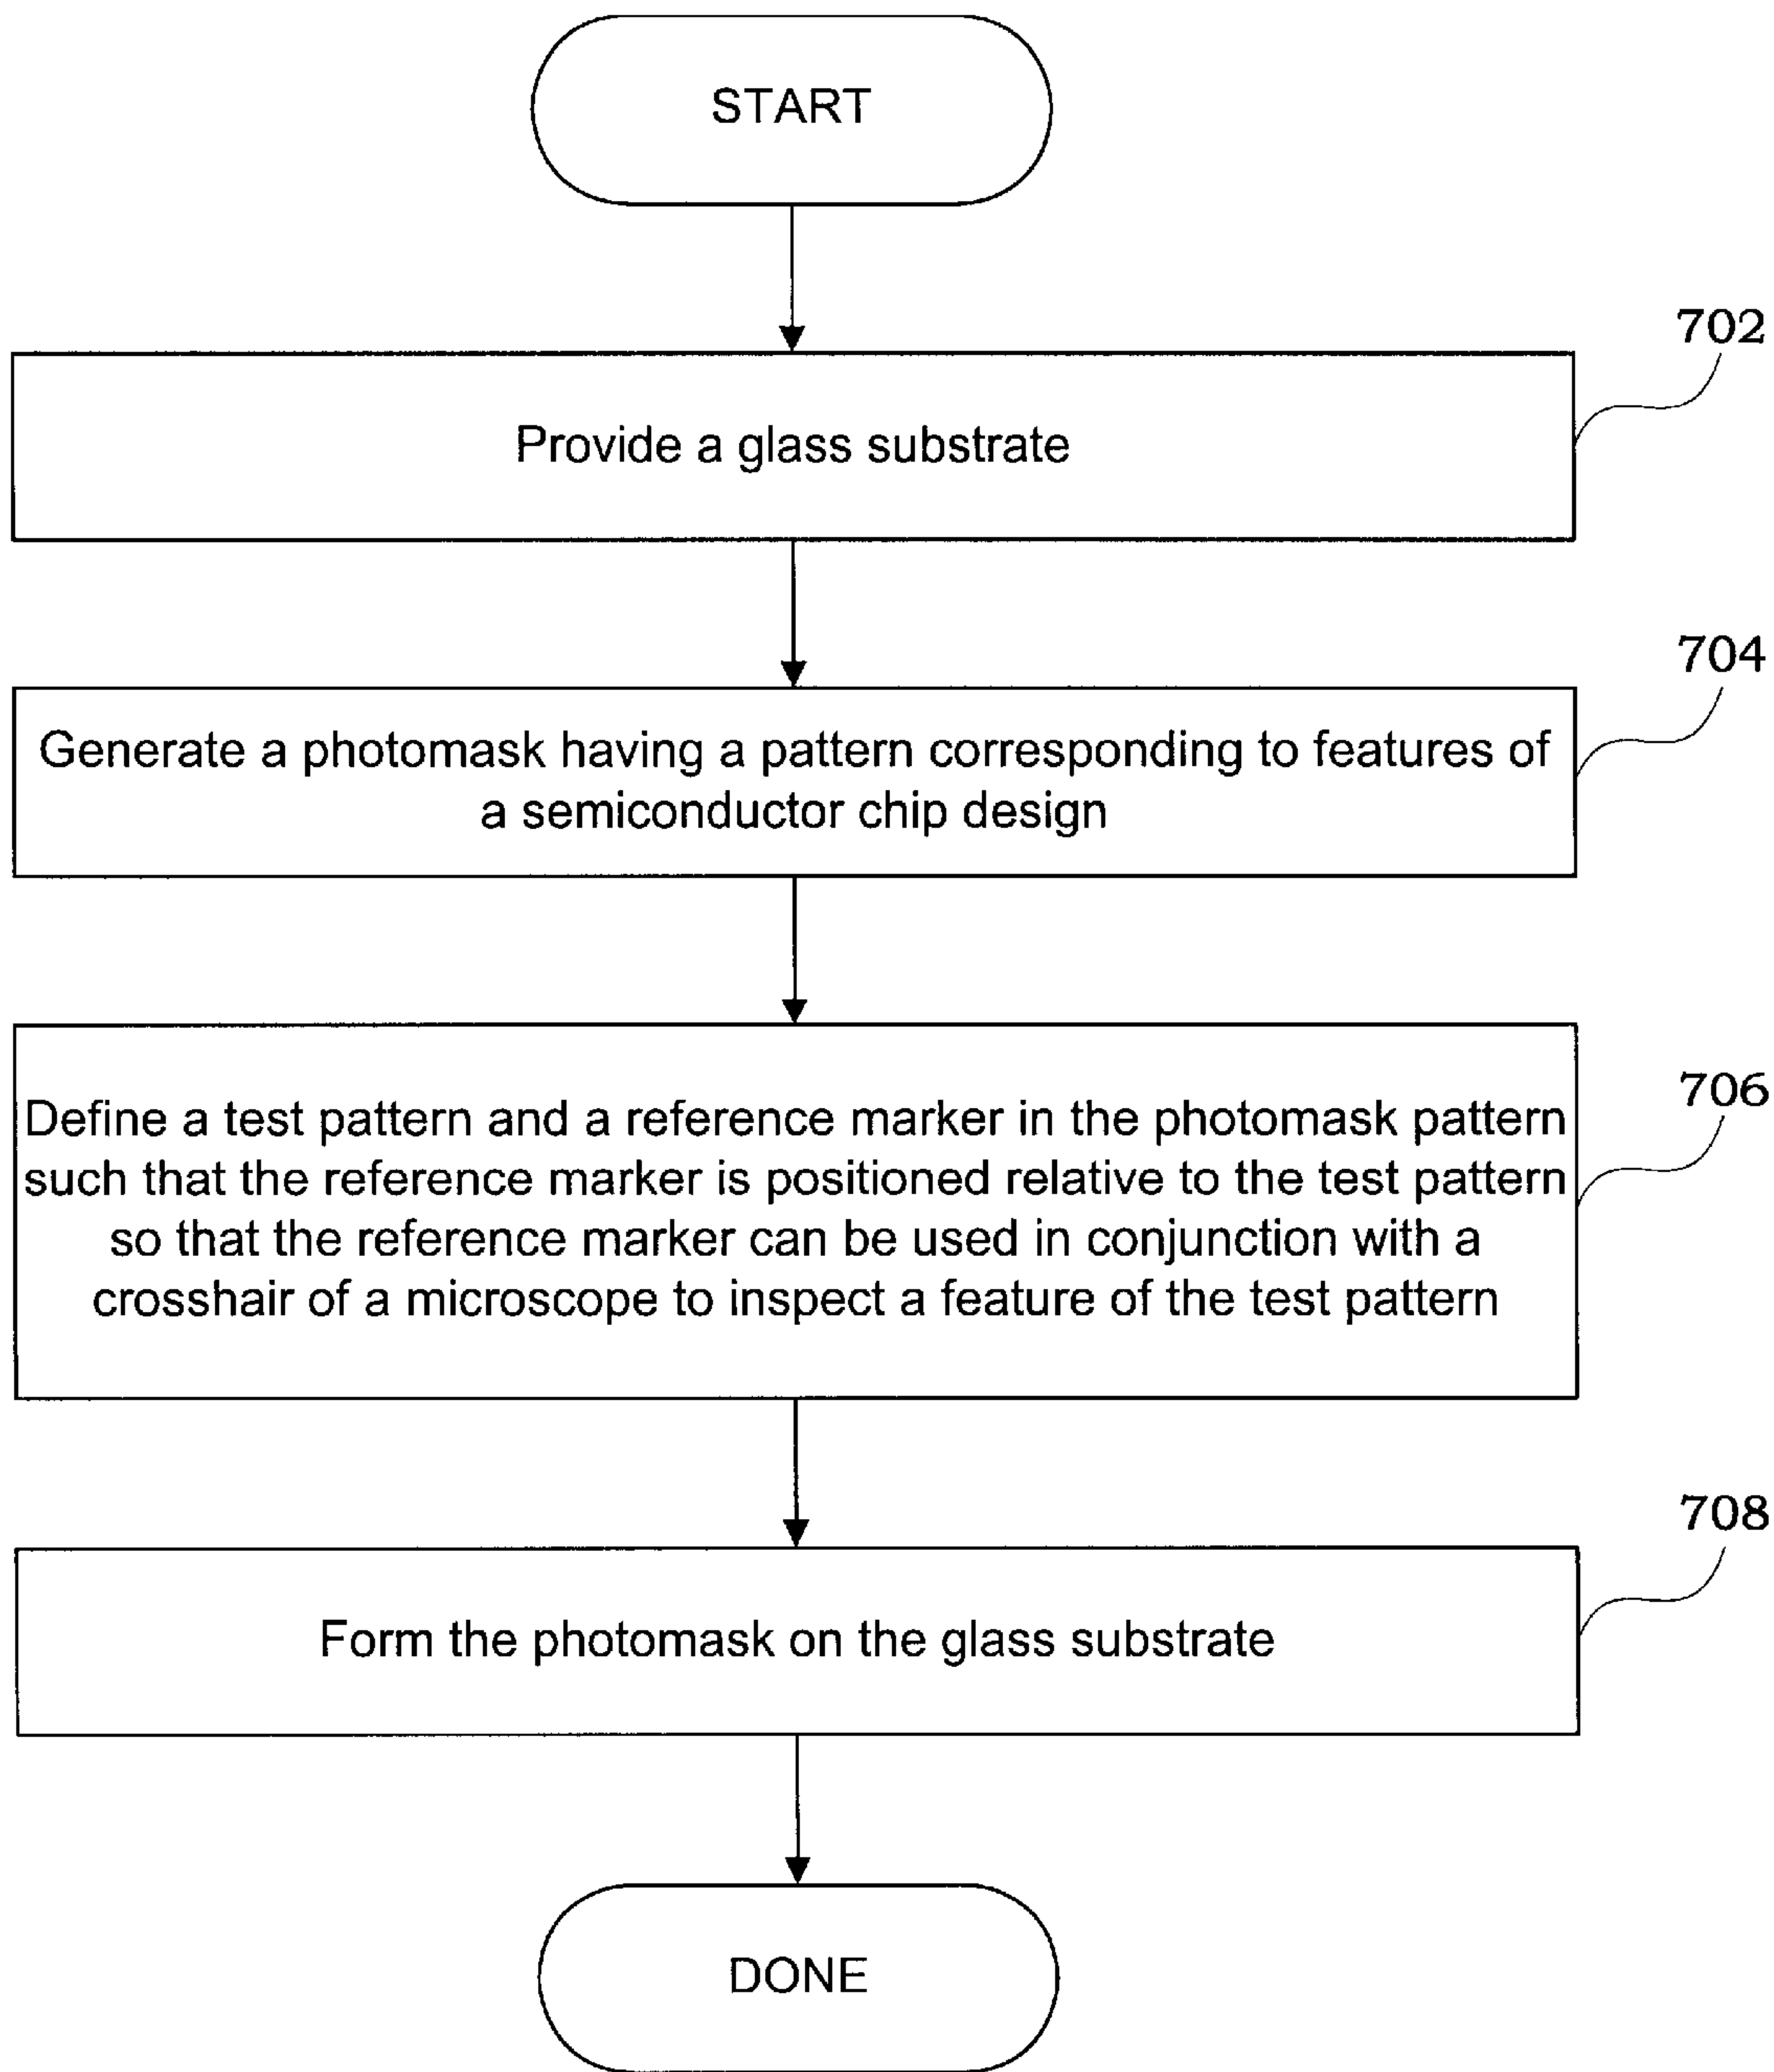 START
702
Provide a glass substrate
704
Generate a photomask having a pattern corresponding to features of
a semiconductor chip design
706
Define a test pattern and a reference marker in the photomask pattern
such that the reference marker is positioned relative to the test pattern
so that the reference marker can be used in conjunction with a
crosshair of a microscope to inspect a feature of the test pattern
708
Form the photomask on the glass substrate
DONE